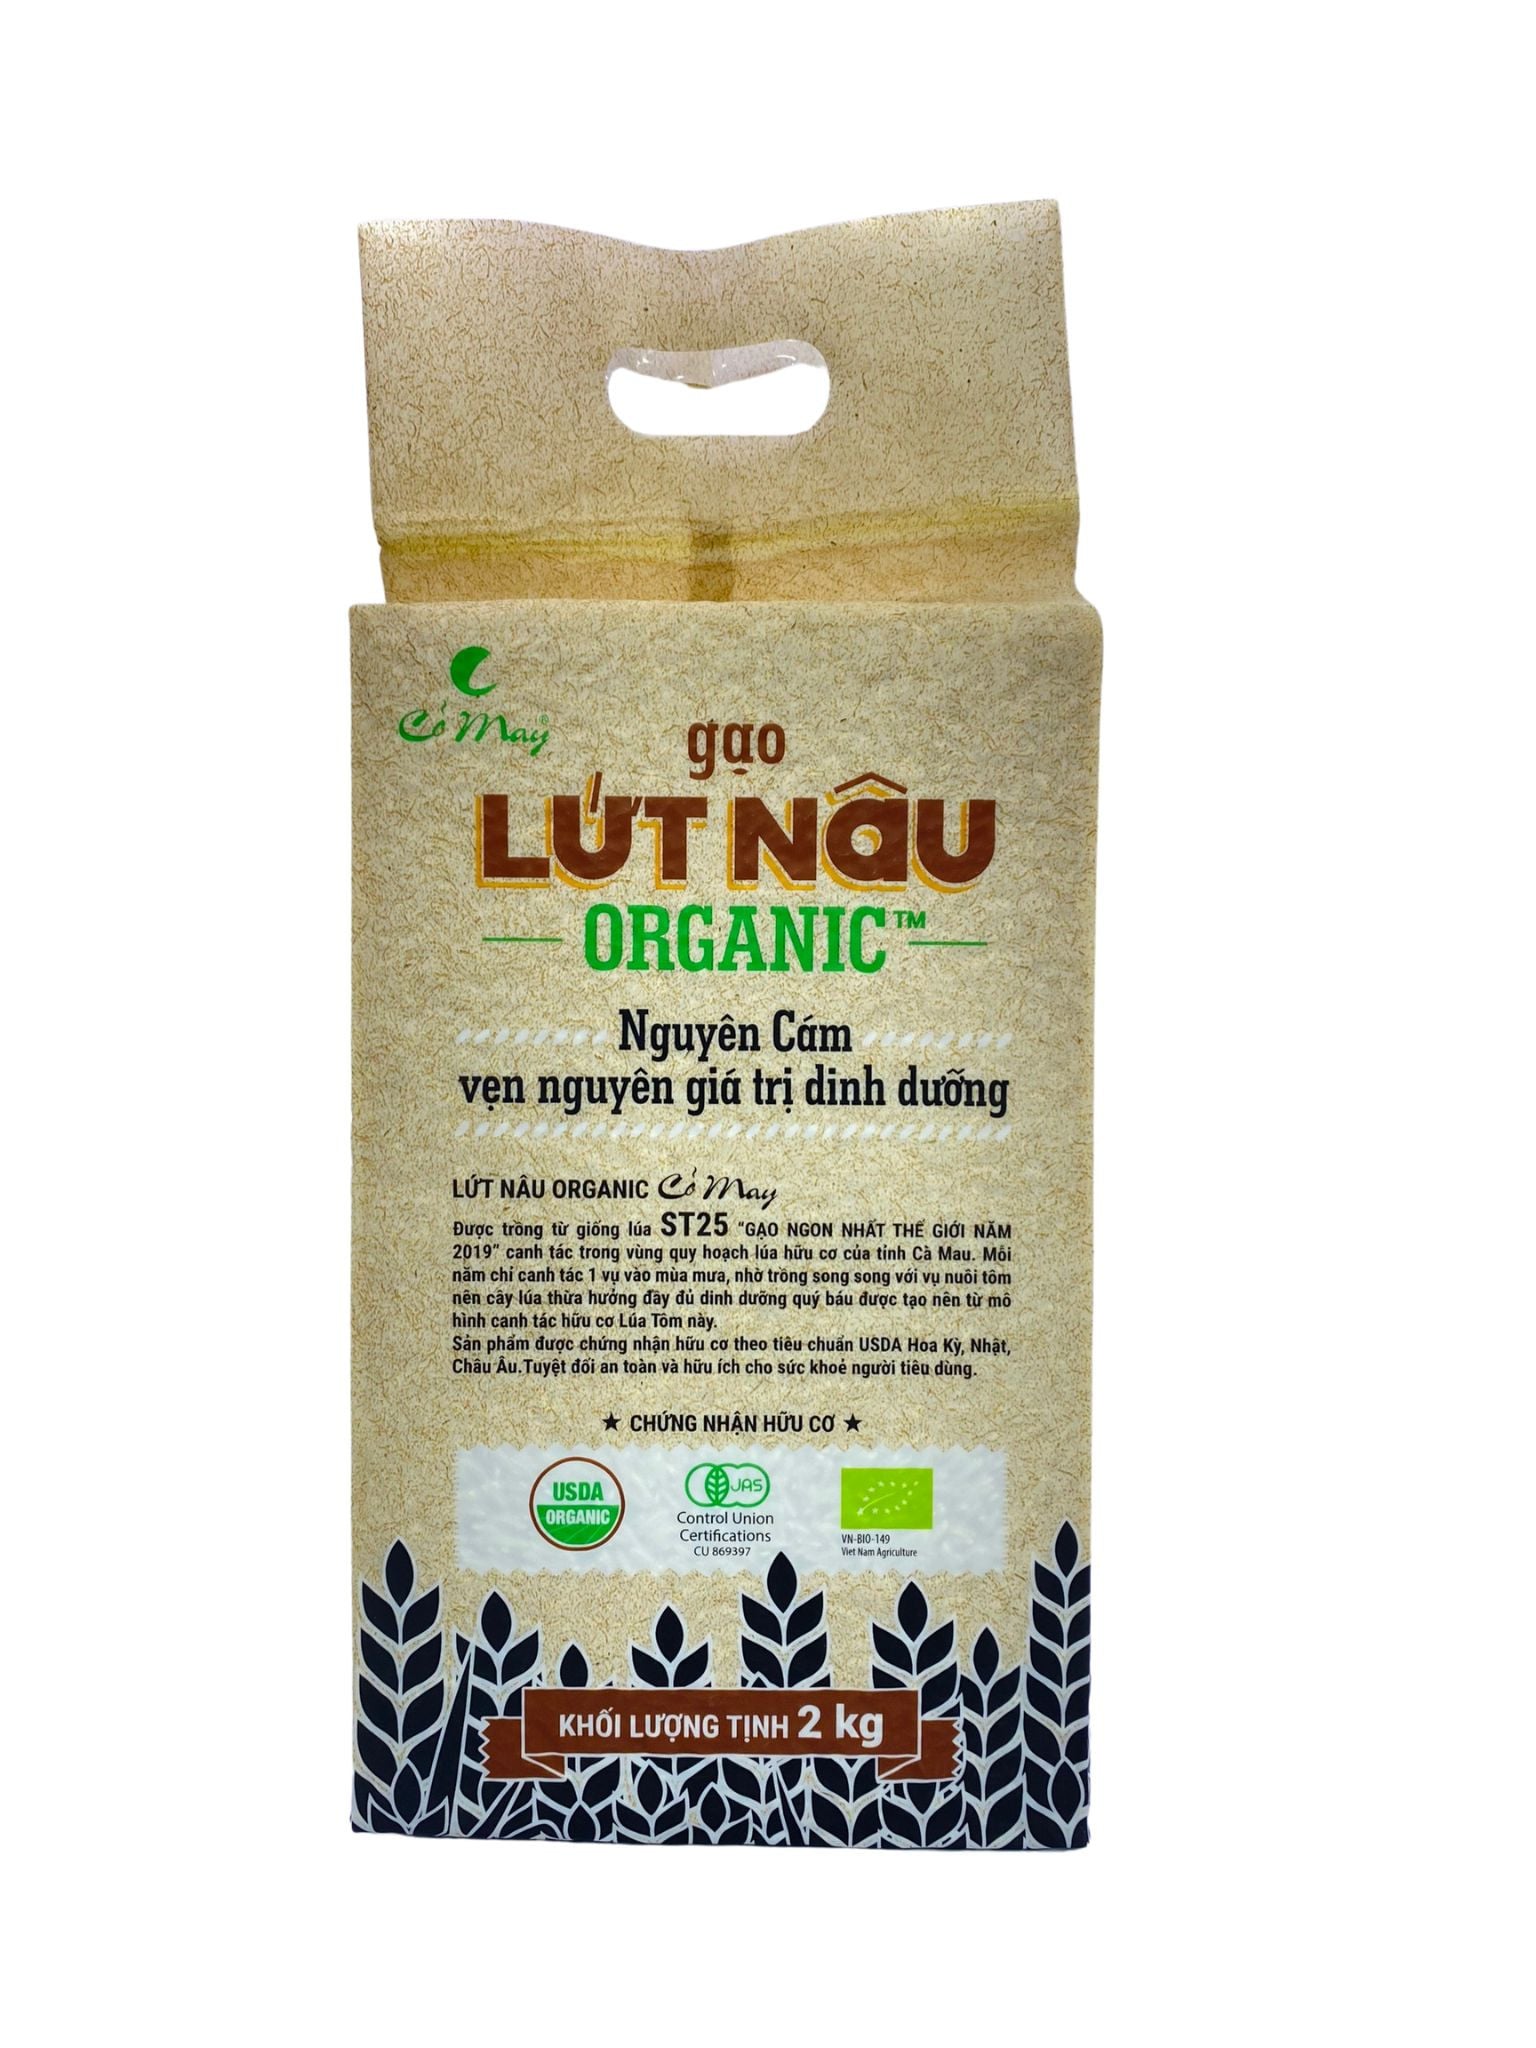 Cỏ May®
gạo
LỨT NÂU
ORGANIC™
Nguyên Cám
vẹn nguyên giá trị dinh dưỡng
LỨT NÂU ORGANIC Cỏ May
Được trồng từ giống lúa ST25 “GẠO NGON NHẤT THẾ GIỚI NĂM
2019” canh tác trong vùng quy hoạch lúa hữu cơ của tỉnh Cà Mau. Mỗi
năm chỉ canh tác 1 vụ vào mùa mưa, nhờ trồng song song với vụ nuôi tôm
nên cây lúa thừa hưởng đầy đủ dinh dưỡng quý báu được tạo nên từ mô
hình canh tác hữu cơ Lúa Tôm này.
Sản phẩm được chứng nhận hữu cơ theo tiêu chuẩn USDA Hoa Kỳ, Nhật,
Châu Âu.Tuyệt đối an toàn và hữu ích cho sức khoẻ người tiêu dùng.
★ CHỨNG NHẬN HỮU CƠ ★
USDA
ORGANIC
JAS
Control Union
Certifications
CU 869397
VN-BIO-149
Viet Nam Agriculture
KHỐI LƯỢNG TỊNH 2 kg